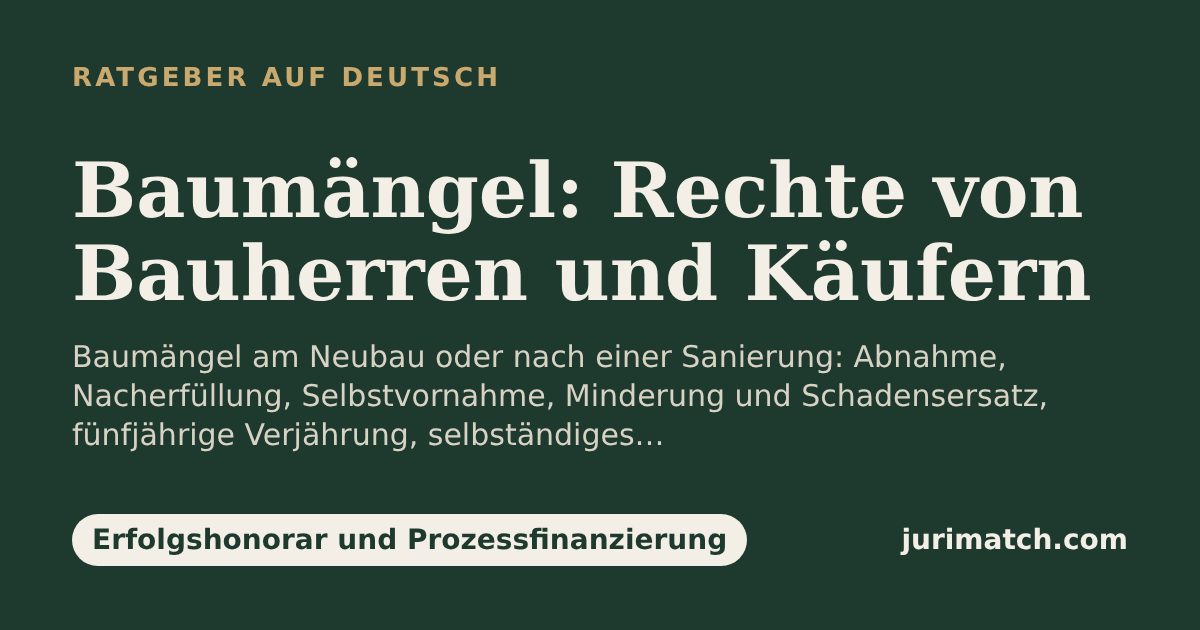 RATGEBER AUF DEUTSCH
Baumängel: Rechte von
Bauherren und Käufern
Baumängel am Neubau oder nach einer Sanierung: Abnahme,
Nacherfüllung, Selbstvornahme, Minderung und Schadensersatz,
fünfjährige Verjährung, selbständiges…
Erfolgshonorar und Prozessfinanzierung
jurimatch.com